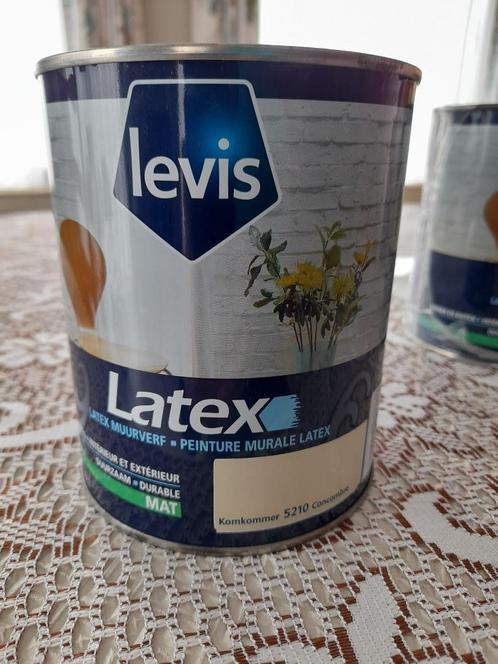 levis
Latex
LATEX MUURVERF ▪ PEINTURE MURALE LATEX
INTÉRIEUR ET EXTÉRIEUR
DUURZAAM ▪ DURABLE
MAT
Komkommer 5210 Concombre